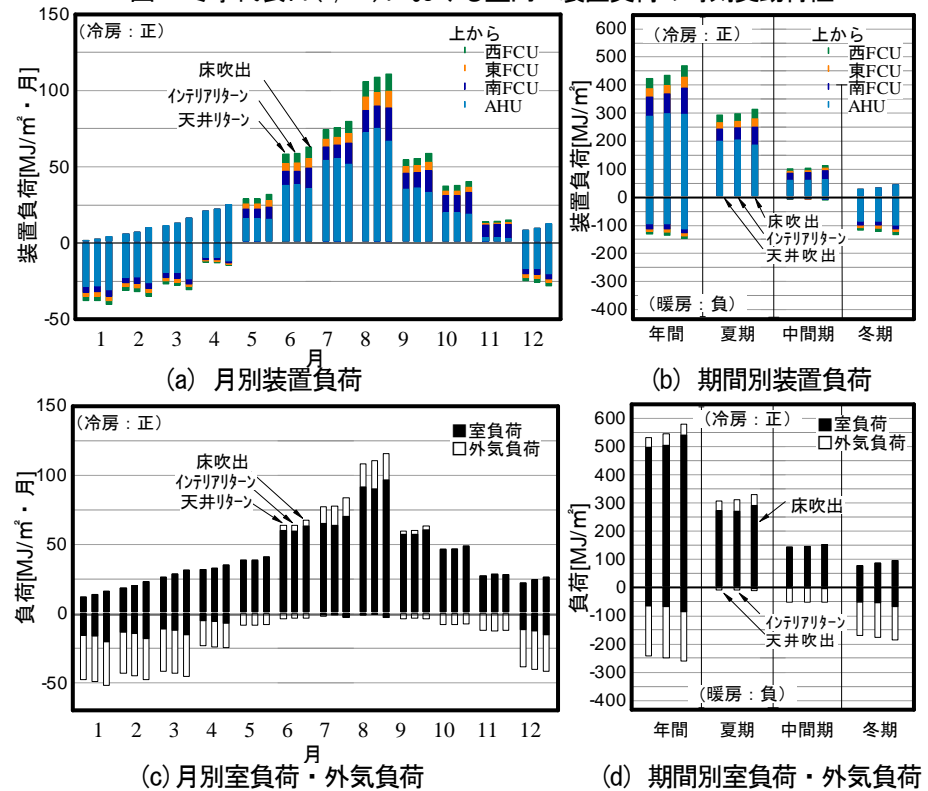 (冷房：正)
上から
西FCU
東FCU
南FCU
AHU
床吹出
ｲﾝﾃﾘｱﾘﾀｰﾝ
天井ﾘﾀｰﾝ
装置負荷[MJ/㎡・月]
150
100
50
0
-50
1 2 3 4 5 6 7 8 9 10 11 12
月
(a) 月別装置負荷
(冷房：正)
上から
西FCU
東FCU
南FCU
AHU
装置負荷[MJ/㎡]
600
500
400
300
200
100
0
-100
-200
-300
-400
床吹出
ｲﾝﾃﾘｱﾘﾀｰﾝ
天井吹出
(暖房：負)
年間 夏期 中間期 冬期
(b) 期間別装置負荷
(冷房：正)
室負荷
外気負荷
床吹出
ｲﾝﾃﾘｱﾘﾀｰﾝ
天井ﾘﾀｰﾝ
負荷[MJ/㎡・月]
150
100
50
0
-50
1 2 3 4 5 6 7 8 9 10 11 12
月
(c) 月別室負荷・外気負荷
(冷房：正)
室負荷
外気負荷
負荷[MJ/㎡]
600
500
400
300
200
100
0
-100
-200
-300
-400
床吹出
ｲﾝﾃﾘｱﾘﾀｰﾝ
天井吹出
(暖房：負)
年間 夏期 中間期 冬期
(d) 期間別室負荷・外気負荷